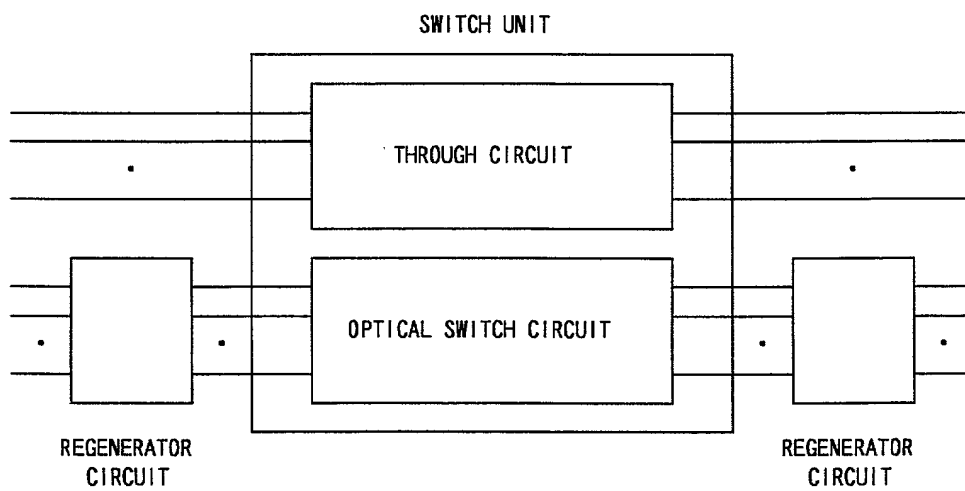 SWITCH UNIT
THROUGH CIRCUIT
OPTICAL SWITCH CIRCUIT
REGENERATOR
CIRCUIT
REGENERATOR
CIRCUIT